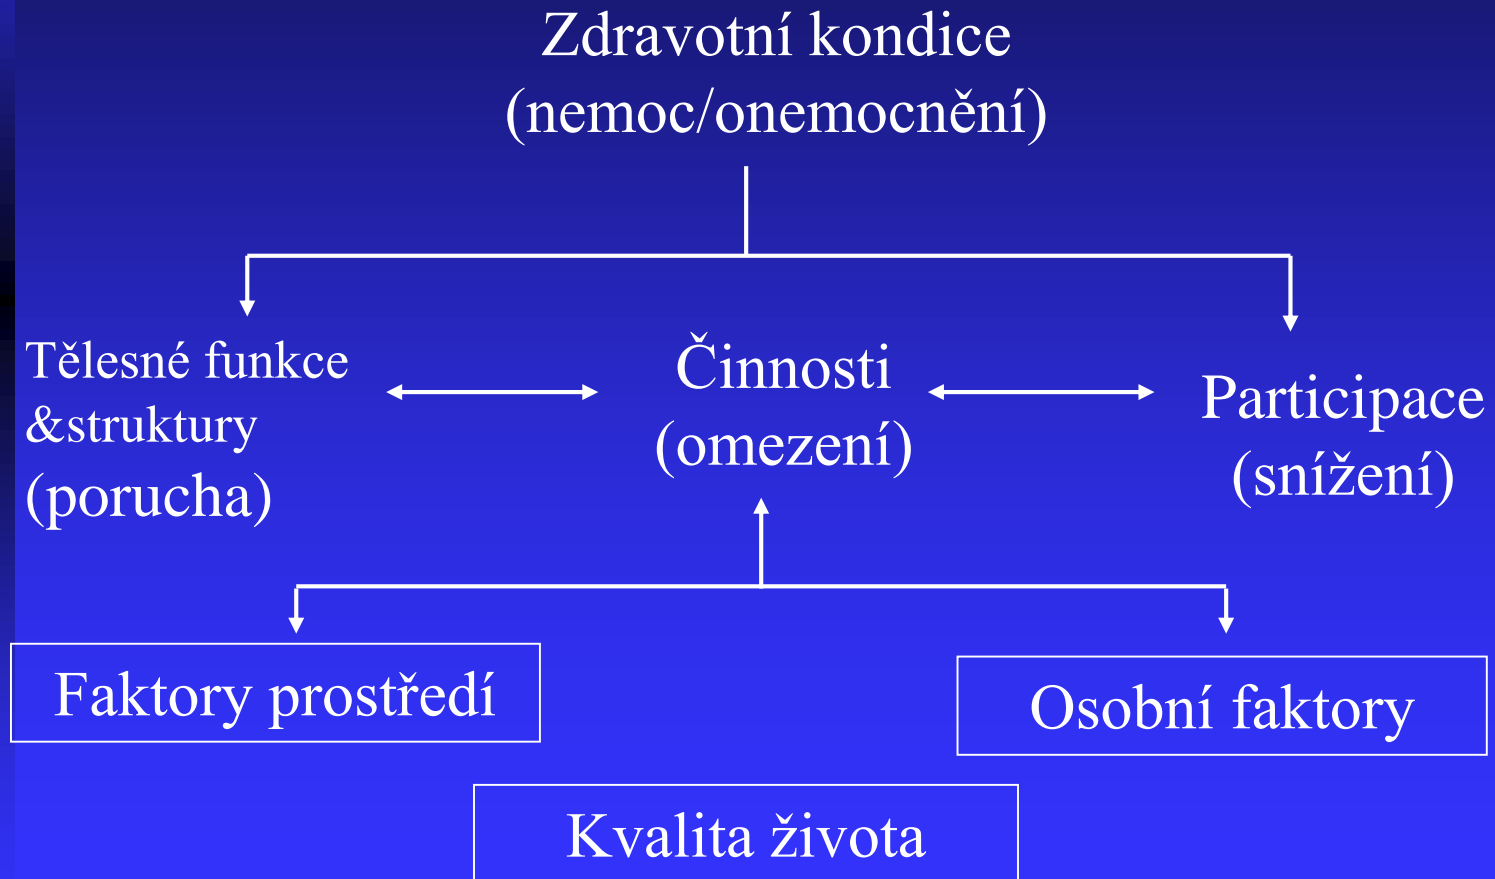 Zdravotní kondice
(nemoc/onemocnění)
Tělesné funkce
&struktury
(porucha)
Činnosti
(omezení)
Participace
(snížení)
Faktory prostředí
Osobní faktory
Kvalita života